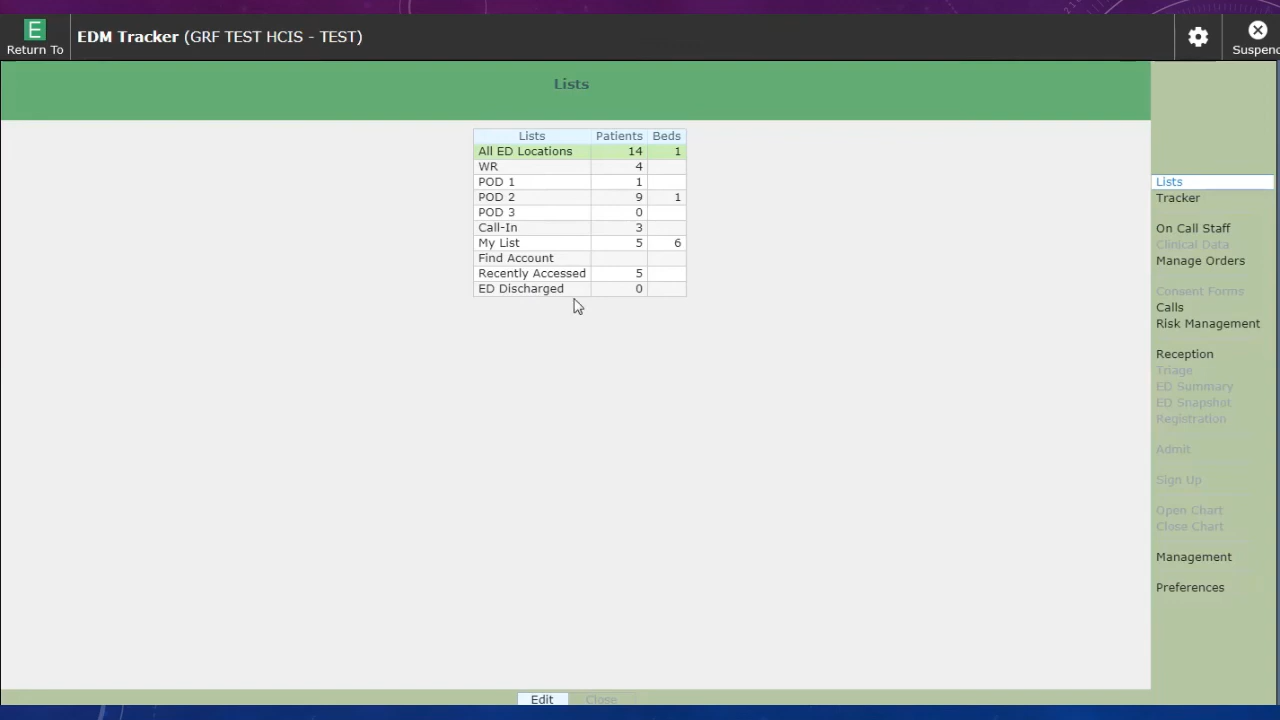 E
Return To
EDM Tracker (GRF TEST HCIS - TEST)
Suspend
Lists
Lists Patients Beds
All ED Locations 14 1
WR 4
POD 1 1
POD 2 9 1
POD 3 0
Call-In 3
My List 5 6
Find Account
Recently Accessed 5
ED Discharged 0
Lists
Tracker
On Call Staff
Clinical Data
Manage Orders
Consent Forms
Calls
Risk Management
Reception
Triage
ED Summary
ED Snapshot
Registration
Admit
Sign Up
Open Chart
Close Chart
Management
Preferences
Edit Close